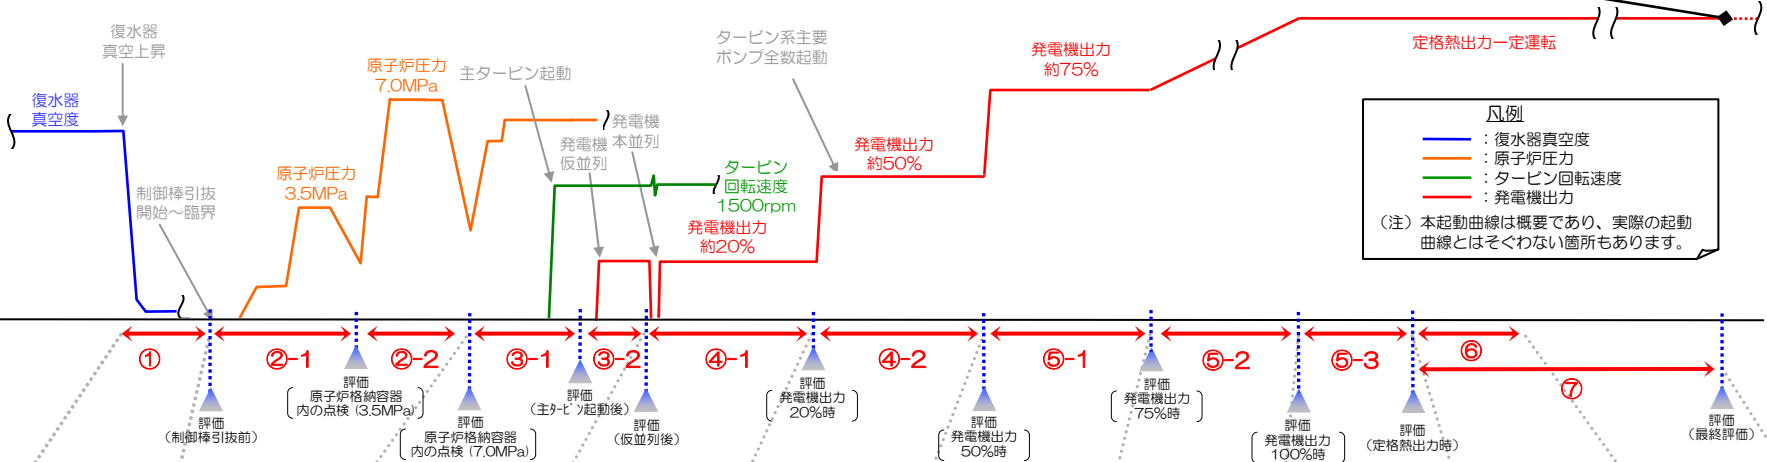 復水器
真空上昇
復水器
真空度
制御棒引抜
開始～臨界
原子炉圧力
3.5MPa
原子炉圧力
7.0MPa
主タービン起動
発電機
仮並列
発電機
本並列
タービン
回転速度
1500rpm
発電機出力
約20%
タービン系主要
ポンプ全数起動
発電機出力
約50%
発電機出力
約75%
定格熱出力一定運転
凡例
：復水器真空度
：原子炉圧力
：タービン回転速度
：発電機出力
（注）本起動曲線は概要であり、実際の起動
曲線とはそぐわない箇所もあります。
①
②-1
②-2
③-1
③-2
④-1
④-2
⑤-1
⑤-2
⑤-3
⑥
⑦
評価
（制御棒引抜前）
評価
原子炉格納容器
内の点検（3.5MPa）
評価
原子炉格納容器
内の点検（7.0MPa）
評価
（主ﾀｰﾋﾞﾝ起動後）
評価
（仮並列後）
評価
発電機出力
20%時
評価
発電機出力
50%時
評価
発電機出力
75%時
評価
発電機出力
100%時
評価
（定格熱出力時）
評価
（最終評価）